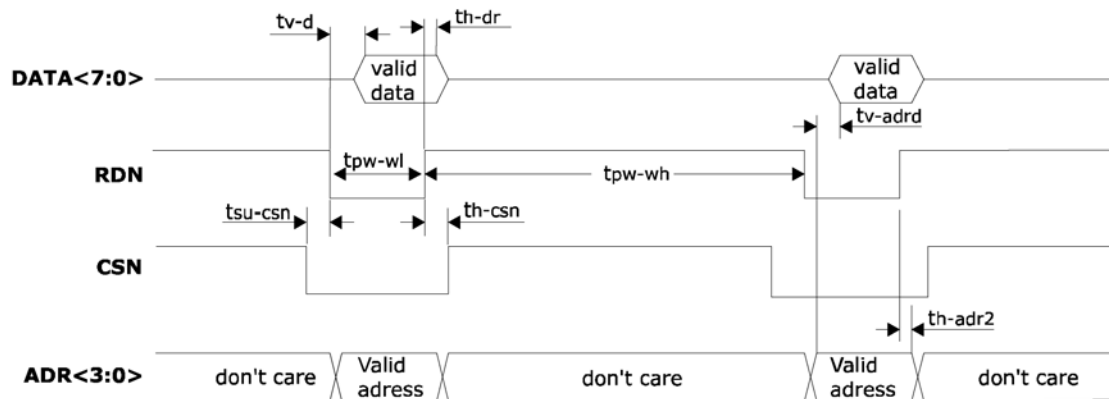 tv-d
th-dr
DATA<7:0>
valid
data
valid
data
tv-adrd
RDN
tpw-wl
tpw-wh
tsu-csn
th-csn
CSN
th-adr2
ADR<3:0>
don't care
Valid
adress
don't care
Valid
adress
don't care